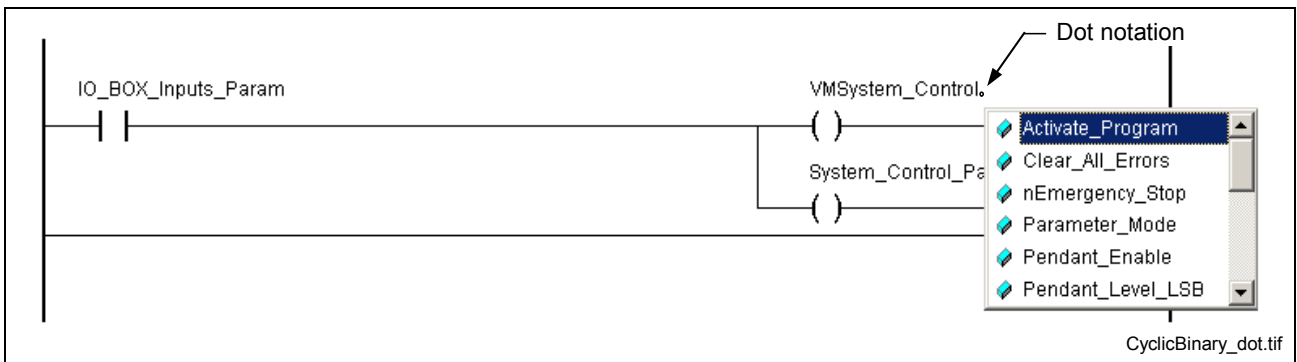 Dot notation
IO_BOX_Inputs_Param
VMSystem_Control.
Activate_Program
Clear_All_Errors
System_Control_Pa
nEmergency_Stop
Parameter_Mode
Pendant_Enable
Pendant_Level_LSB
CyclicBinary_dot.tif